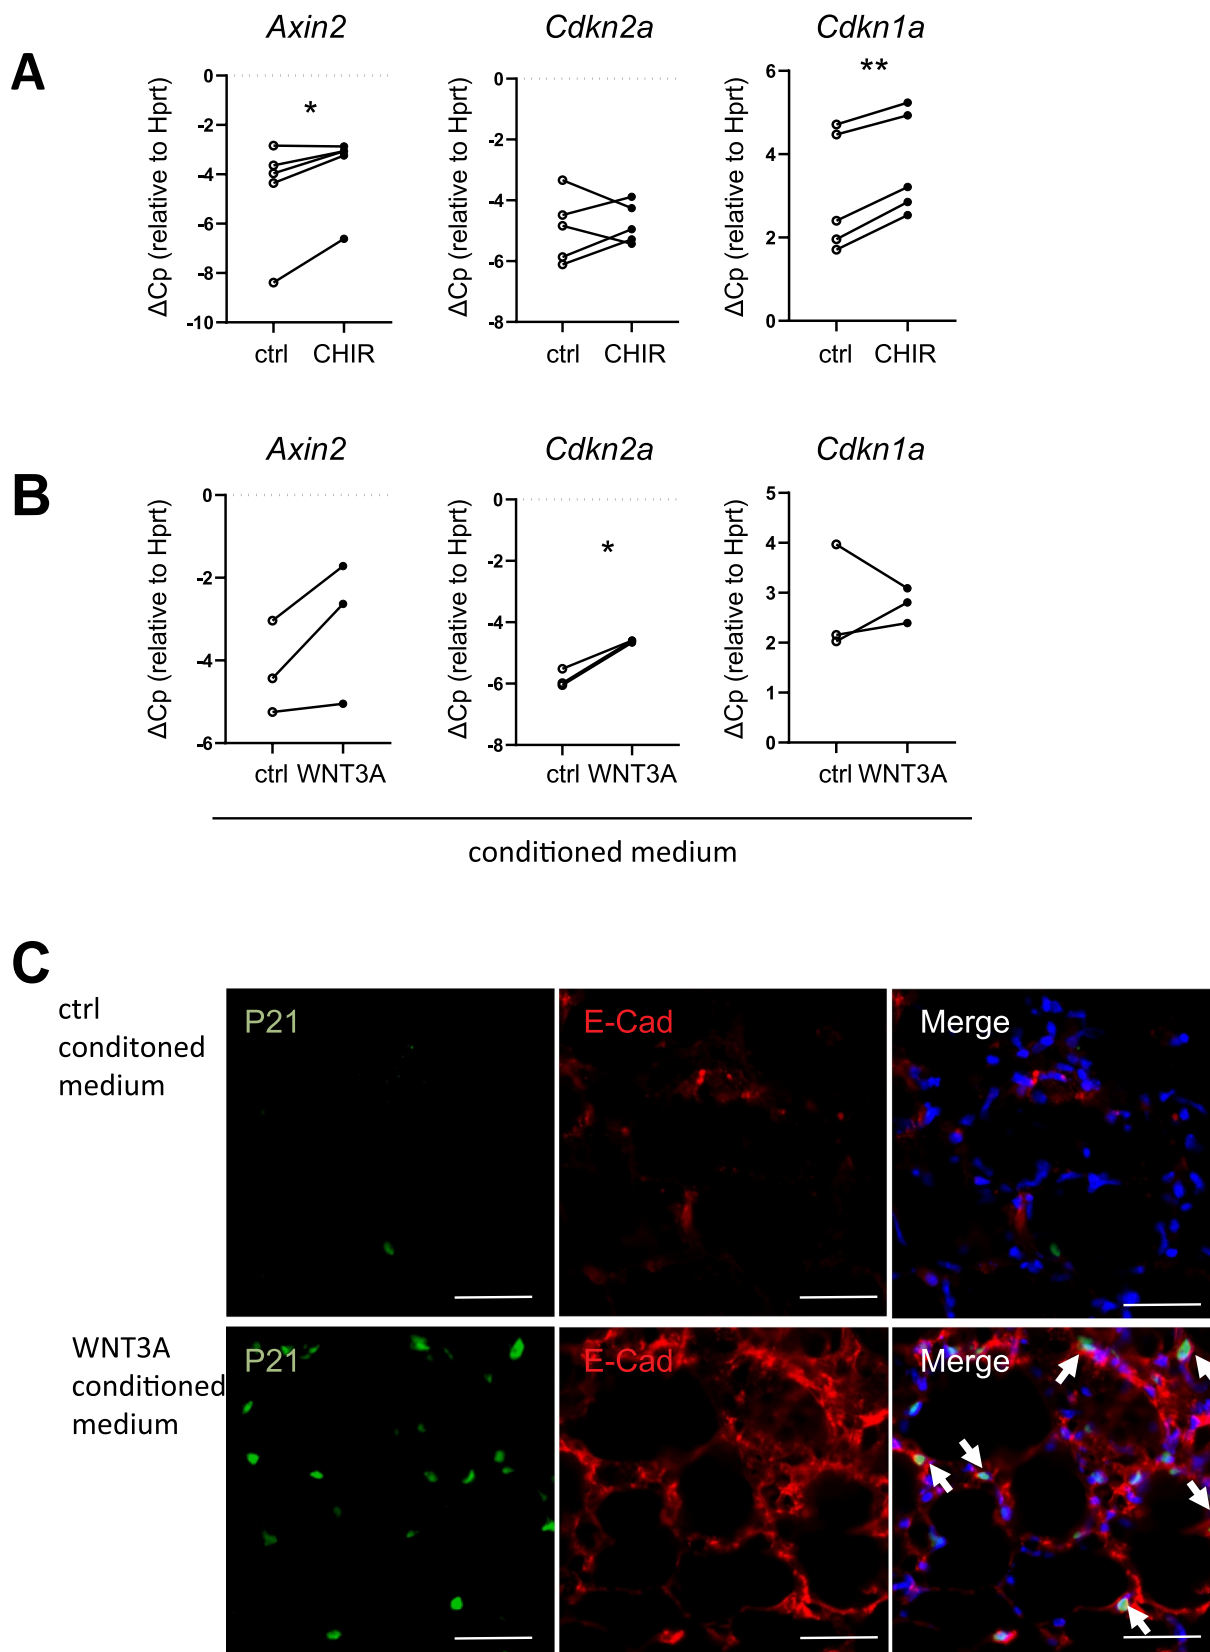 A
Axin2
Cdkn2a
Cdkn1a
ΔCp (relative to Hprt)
0
-2
-4
-6
-8
-10
*
ctrl CHIR
ΔCp (relative to Hprt)
0
-2
-4
-6
-8
ctrl CHIR
ΔCp (relative to Hprt)
6
4
2
0
**
ctrl CHIR
B
Axin2
Cdkn2a
Cdkn1a
ΔCp (relative to Hprt)
0
-2
-4
-6
ctrl WNT3A
ΔCp (relative to Hprt)
0
-2
-4
-6
-8
*
ctrl WNT3A
ΔCp (relative to Hprt)
5
4
3
2
1
0
ctrl WNT3A
conditioned medium
C
ctrl
conditoned
medium
P21
E-Cad
Merge
WNT3A
conditioned
medium
P21
E-Cad
Merge